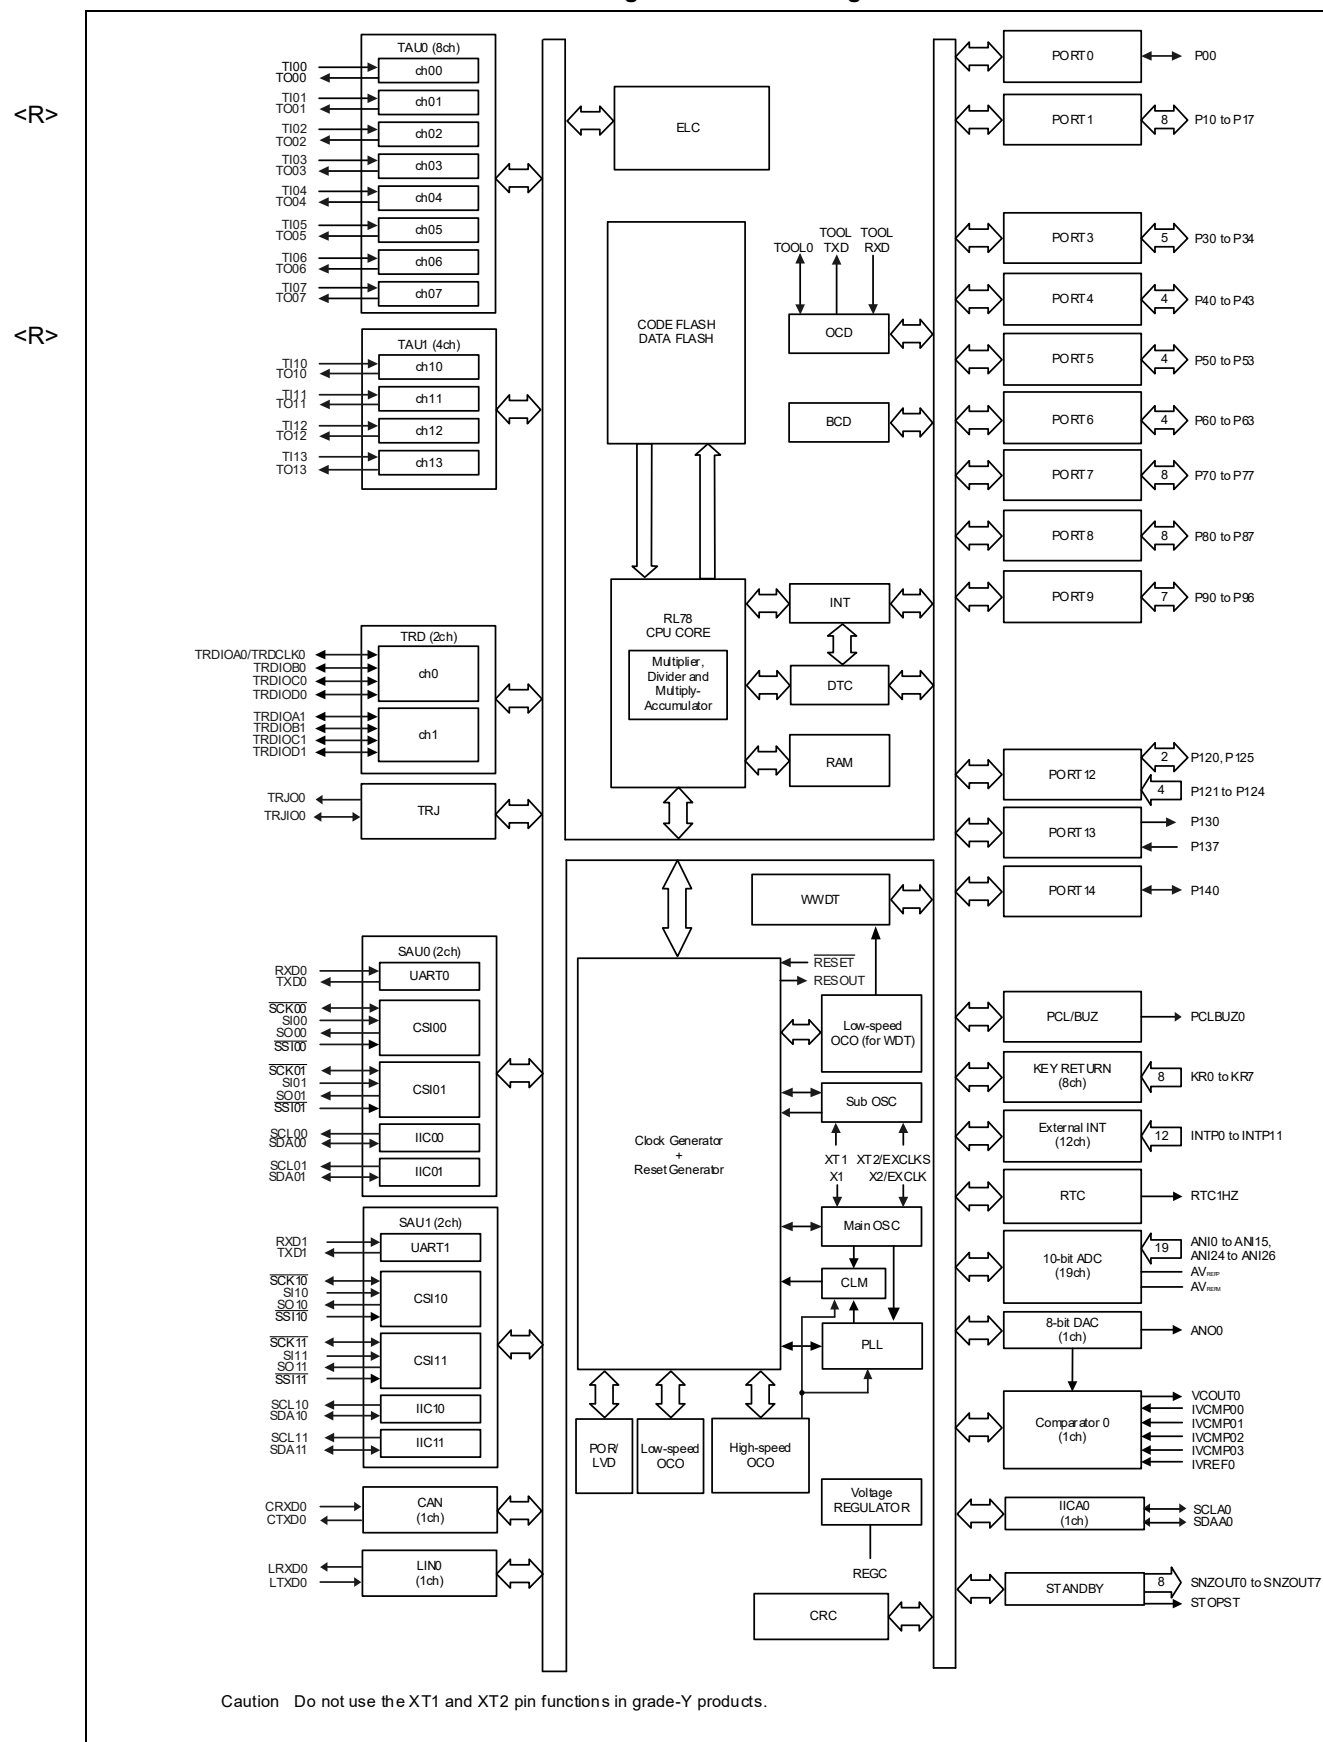 <R>
<R>
TAU0 (8ch)
TI00
TO00
ch00
TI01
TO01
ch01
TI02
TO02
ch02
TI03
TO03
ch03
TI04
TO04
ch04
TI05
TO05
ch05
TI06
TO06
ch06
TI07
TO07
ch07
TAU1 (4ch)
TI10
TO10
ch10
TI11
TO11
ch11
TI12
TO12
ch12
TI13
TO13
ch13
TRD (2ch)
TRDIOA0/TRDCLK0
TRDIOB0
TRDIOC0
TRDIOD0
ch0
TRDIOA1
TRDIOB1
TRDIOC1
TRDIOD1
ch1
TRJO0
TRJIO0
TRJ
SAU0 (2ch)
RXD0
TXD0
UART0
SCK00
SI00
SO00
SSI00
CSI00
SCK01
SI01
SO01
SSI01
CSI01
SCL00
SDA00
IIC00
SCL01
SDA01
IIC01
SAU1 (2ch)
RXD1
TXD1
UART1
SCK10
SI10
SO10
SSI10
CSI10
SCK11
SI11
SO11
SSI11
CSI11
SCL10
SDA10
IIC10
SCL11
SDA11
IIC11
CRXD0
CTXD0
CAN
(1ch)
LRXD0
LTXD0
LIN0
(1ch)
ELC
CODE FLASH
DATA FLASH
TOOL0
TOOL
TXD
TOOL
RXD
OCD
BCD
RL78
CPU CORE
Multiplier,
Divider and
Multiply-
Accumulator
INT
DTC
RAM
WWDT
RESET
RESOUT
Low-speed
OCO (for WDT)
Sub OSC
Clock Generator
+
Reset Generator
XT1
X1
XT2/EXCLKS
X2/EXCLK
Main OSC
CLM
PLL
POR/
LVD
Low-speed
OCO
High-speed
OCO
Voltage
REGULATOR
REGC
CRC
PORT0
P00
PORT1
8
P10 to P17
PORT3
5
P30 to P34
PORT4
4
P40 to P43
PORT5
4
P50 to P53
PORT6
4
P60 to P63
PORT7
8
P70 to P77
PORT8
8
P80 to P87
PORT9
7
P90 to P96
PORT12
2
P120, P125
4
P121 to P124
PORT13
P130
P137
PORT14
P140
PCL/BUZ
PCLBUZ0
KEY RETURN
(8ch)
8
KR0 to KR7
External INT
(12ch)
12
INTP0 to INTP11
RTC
RTC1HZ
10-bit ADC
(19ch)
19
ANI0 to ANI15,
ANI24 to ANI26
AVREFP
AVREFM
8-bit DAC
(1ch)
ANO0
Comparator 0
(1ch)
VCOUT0
IVCMP00
IVCMP01
IVCMP02
IVCMP03
IVREF0
IICA0
(1ch)
SCLA0
SDAA0
STANDBY
8
SNZOUT0 to SNZOUT7
STOPST
Caution Do not use the XT1 and XT2 pin functions in grade-Y products.